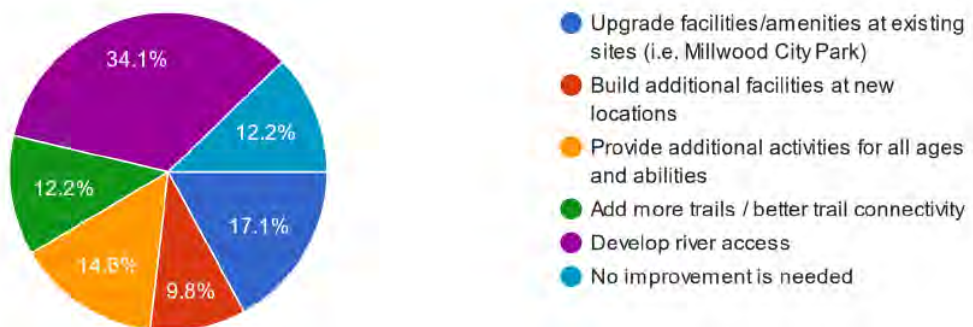 34.1%
12.2%
12.2%
17.1%
14.6%
9.8%
Upgrade facilities/amenities at existing
sites (i.e. Millwood City Park)
Build additional facilities at new
locations
Provide additional activities for all ages
and abilities
Add more trails / better trail connectivity
Develop river access
No improvement is needed